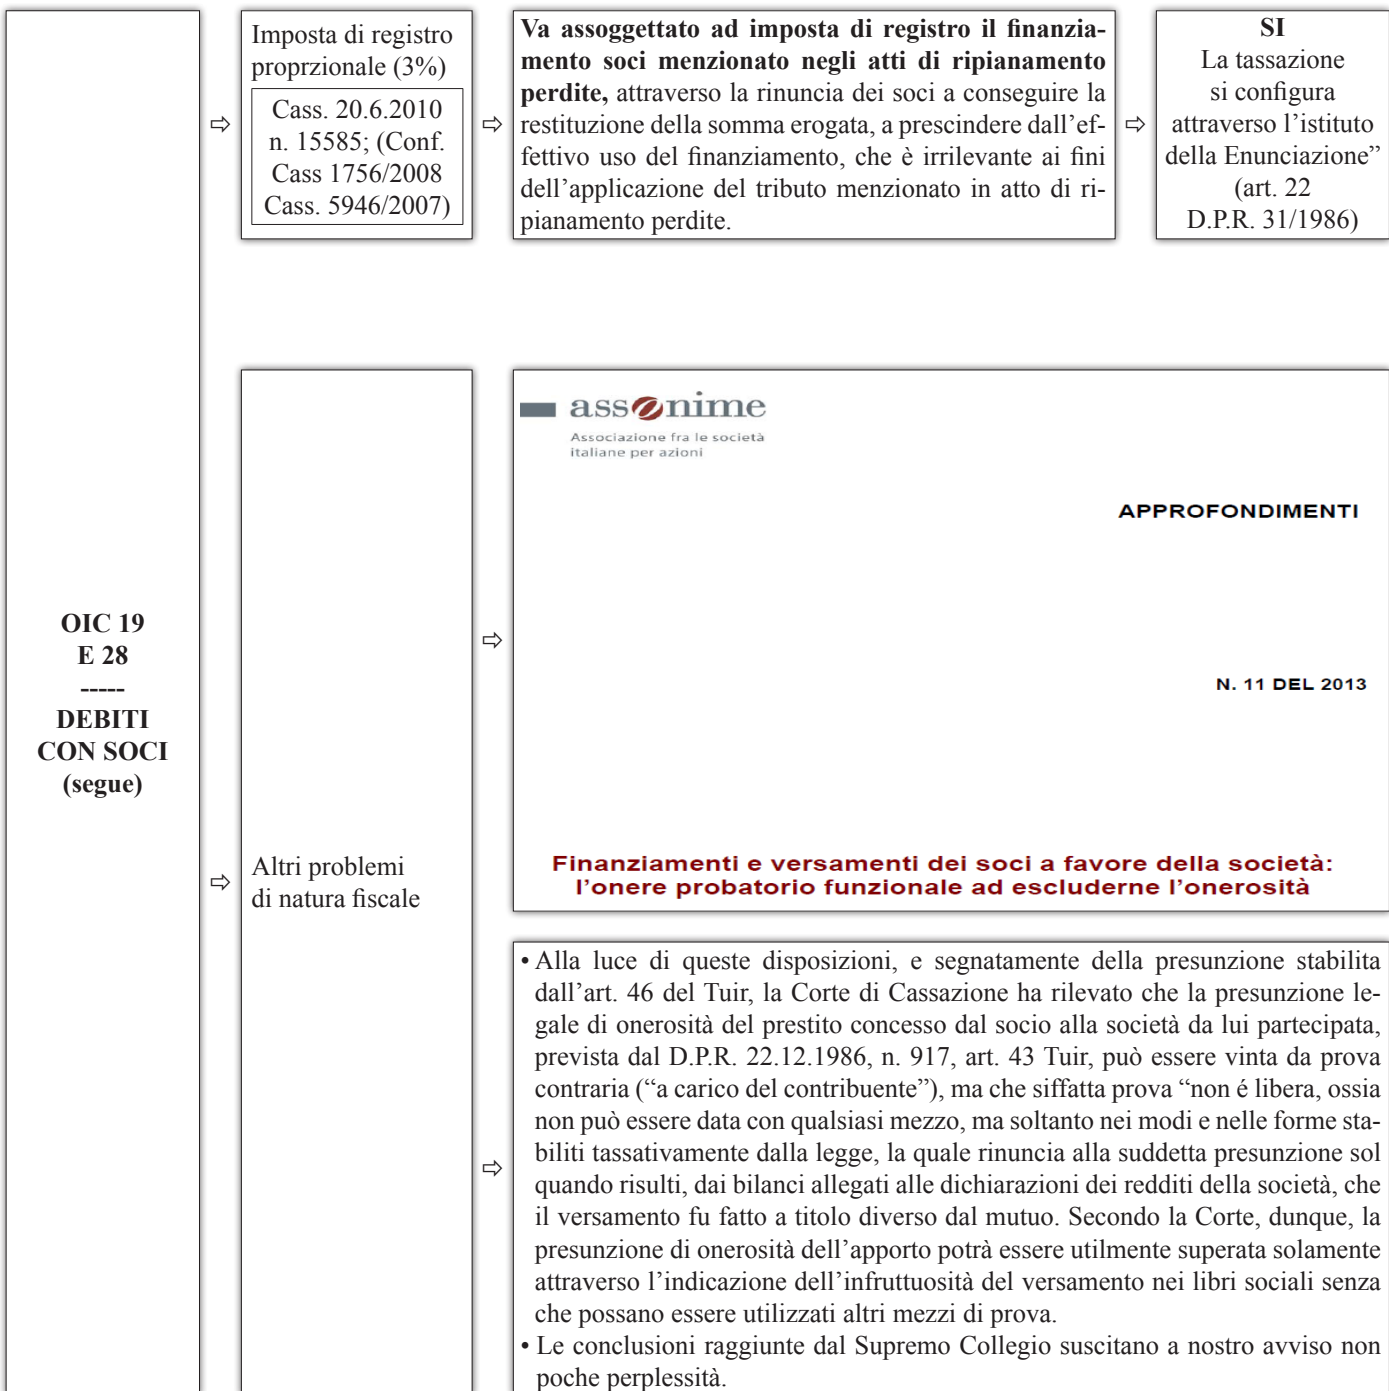 OIC 19
E 28
-----
DEBITI
CON SOCI
(segue)
⇨
Imposta di registro
proprzionale (3%)
Cass. 20.6.2010
n. 15585; (Conf.
Cass 1756/2008
Cass. 5946/2007)
⇨
Va assoggettato ad imposta di registro il finanzia-
mento soci menzionato negli atti di ripianamento
perdite, attraverso la rinuncia dei soci a conseguire la
restituzione della somma erogata, a prescindere dall'ef-
fettivo uso del finanziamento, che è irrilevante ai fini
dell'applicazione del tributo menzionato in atto di ri-
pianamento perdite.
⇨
SI
La tassazione
si configura
attraverso l'istituto
della Enunciazione”
(art. 22
D.P.R. 31/1986)
⇨
Altri problemi
di natura fiscale
⇨
assonime
Associazione fra le società
italiane per azioni
APPROFONDIMENTI
N. 11 DEL 2013
Finanziamenti e versamenti dei soci a favore della società:
l'onere probatorio funzionale ad escluderne l'onerosità
⇨
• Alla luce di queste disposizioni, e segnatamente della presunzione stabilita
dall'art. 46 del Tuir, la Corte di Cassazione ha rilevato che la presunzione le-
gale di onerosità del prestito concesso dal socio alla società da lui partecipata,
prevista dal D.P.R. 22.12.1986, n. 917, art. 43 Tuir, può essere vinta da prova
contraria (“a carico del contribuente”), ma che siffatta prova “non é libera, ossia
non può essere data con qualsiasi mezzo, ma soltanto nei modi e nelle forme sta-
biliti tassativamente dalla legge, la quale rinuncia alla suddetta presunzione sol
quando risulti, dai bilanci allegati alle dichiarazioni dei redditi della società, che
il versamento fu fatto a titolo diverso dal mutuo. Secondo la Corte, dunque, la
presunzione di onerosità dell'apporto potrà essere utilmente superata solamente
attraverso l'indicazione dell'infruttuosità del versamento nei libri sociali senza
che possano essere utilizzati altri mezzi di prova.
• Le conclusioni raggiunte dal Supremo Collegio suscitano a nostro avviso non
poche perplessità.